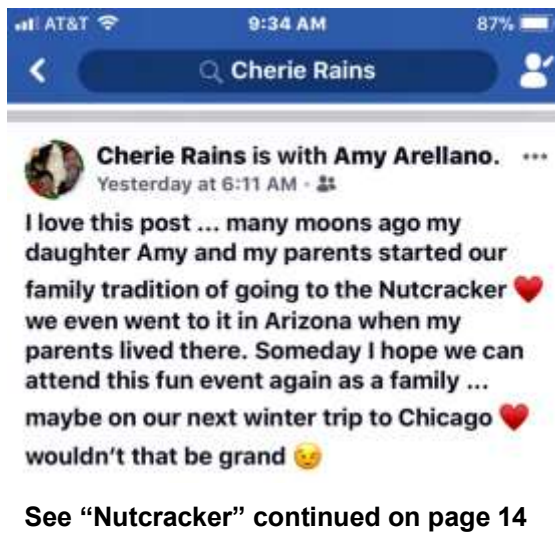 AT&T 9:34 AM 87%
Cherie Rains
Cherie Rains is with Amy Arellano. ...
Yesterday at 6:11 AM ·
I love this post ... many moons ago my
daughter Amy and my parents started our
family tradition of going to the Nutcracker ❤️
we even went to it in Arizona when my
parents lived there. Someday I hope we can
attend this fun event again as a family ...
maybe on our next winter trip to Chicago ❤️
wouldn’t that be grand 😉
See “Nutcracker” continued on page 14